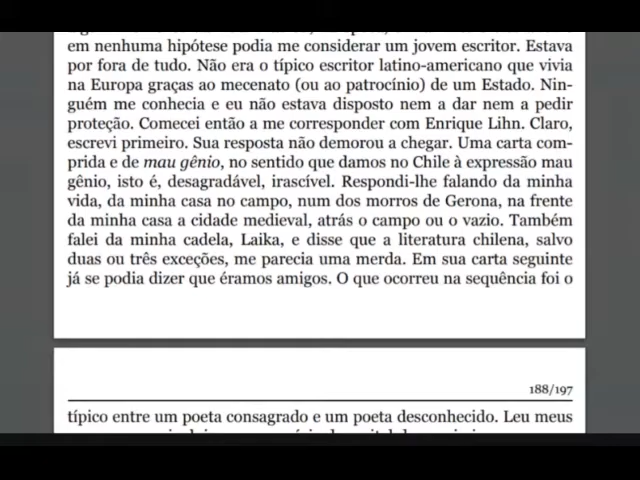 em nenhuma hipótese podia me considerar um jovem escritor. Estava
por fora de tudo. Não era o típico escritor latino-americano que vivia
na Europa graças ao mecenato (ou ao patrocínio) de um Estado. Nin-
guém me conhecia e eu não estava disposto nem a dar nem a pedir
proteção. Comecei então a me corresponder com Enrique Lihn. Claro,
escrevi primeiro. Sua resposta não demorou a chegar. Uma carta com-
prida e de mau gênio, no sentido que damos no Chile à expressão mau
gênio, isto é, desagradável, irascível. Respondi-lhe falando da minha
vida, da minha casa no campo, num dos morros de Gerona, na frente
da minha casa a cidade medieval, atrás o campo ou o vazio. Também
falei da minha cadela, Laika, e disse que a literatura chilena, salvo
duas ou três exceções, me parecia uma merda. Em sua carta seguinte
já se podia dizer que éramos amigos. O que ocorreu na sequência foi o
188/197
típico entre um poeta consagrado e um poeta desconhecido. Leu meus